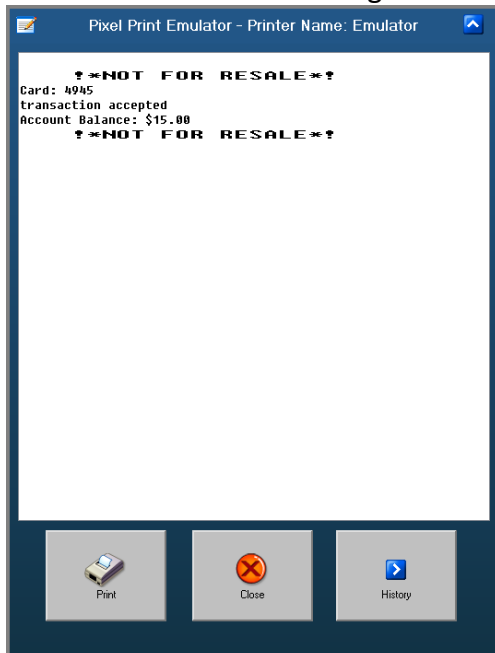 Pixel Print Emulator - Printer Name: Emulator
!*NOT FOR RESALE*!
Card: 4945
transaction accepted
Account Balance: $15.00
!*NOT FOR RESALE*!
Print
Close
History